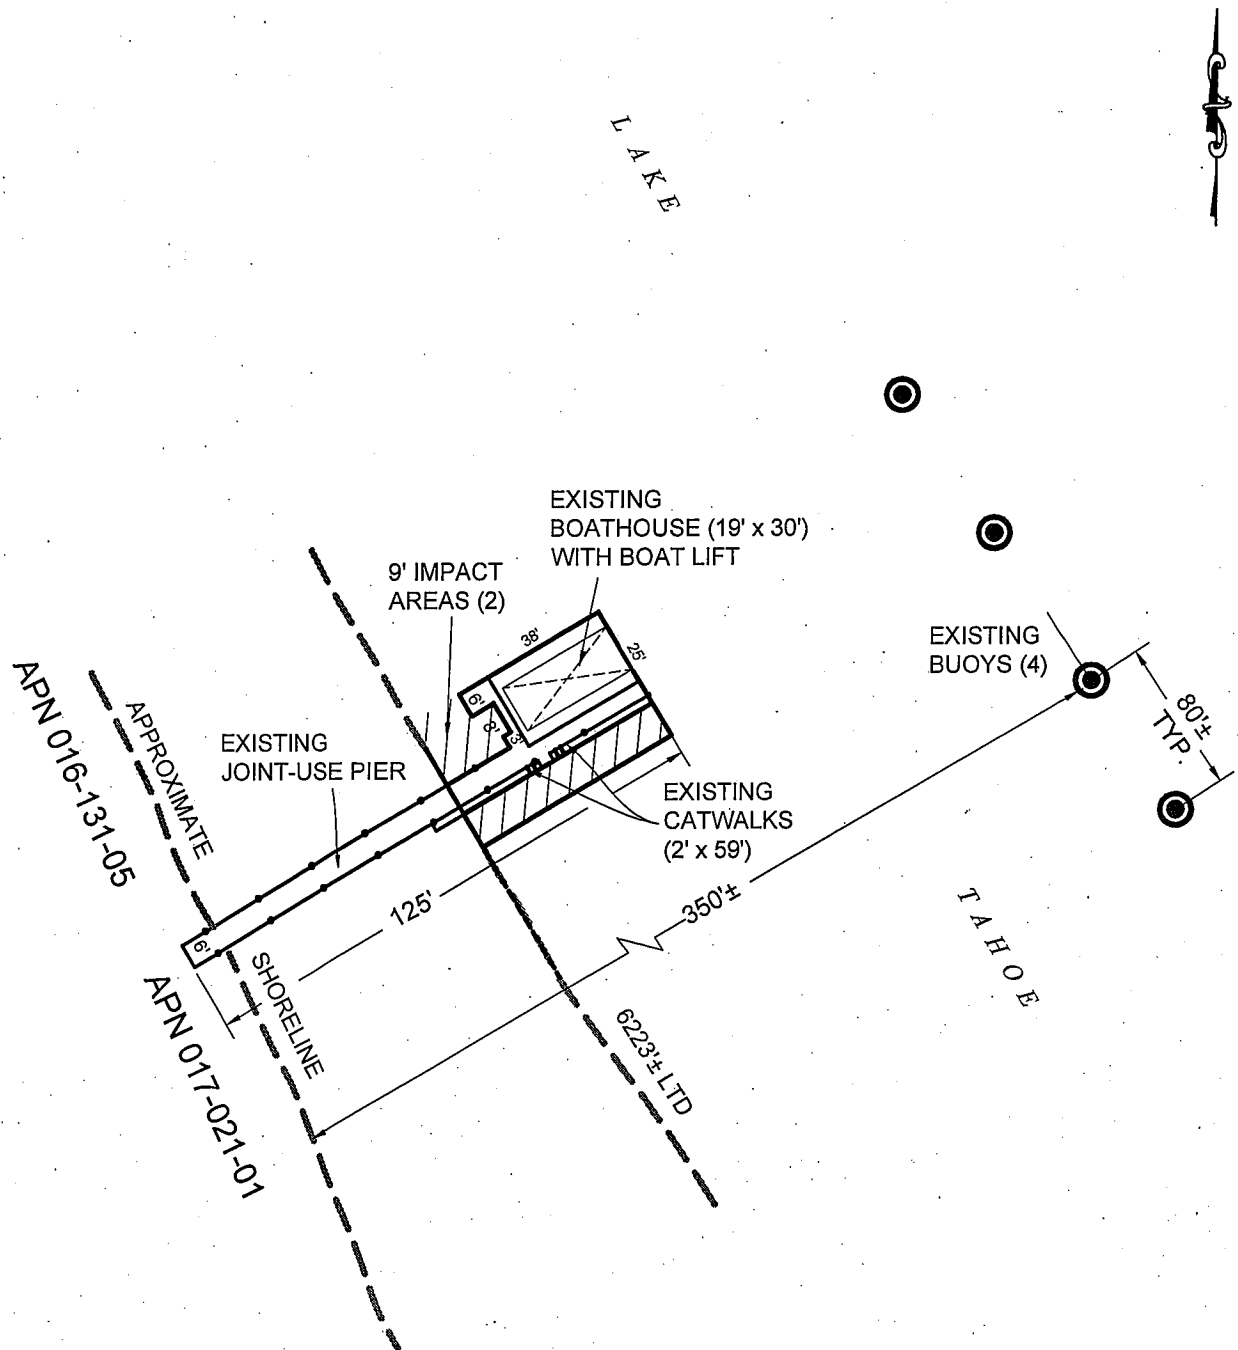 LAKE
EXISTING
BOATHOUSE (19' x 30')
WITH BOAT LIFT
9' IMPACT
AREAS (2)
38'
25'
6'
8'
3'
EXISTING
BUOYS (4)
80'±
TYP.
APN 016-131-05
APPROXIMATE
EXISTING
JOINT-USE PIER
EXISTING
CATWALKS
(2' x 59')
125'
350'±
6'
SHORELINE
APN 017-021-01
6223'± LTD
TAHOE